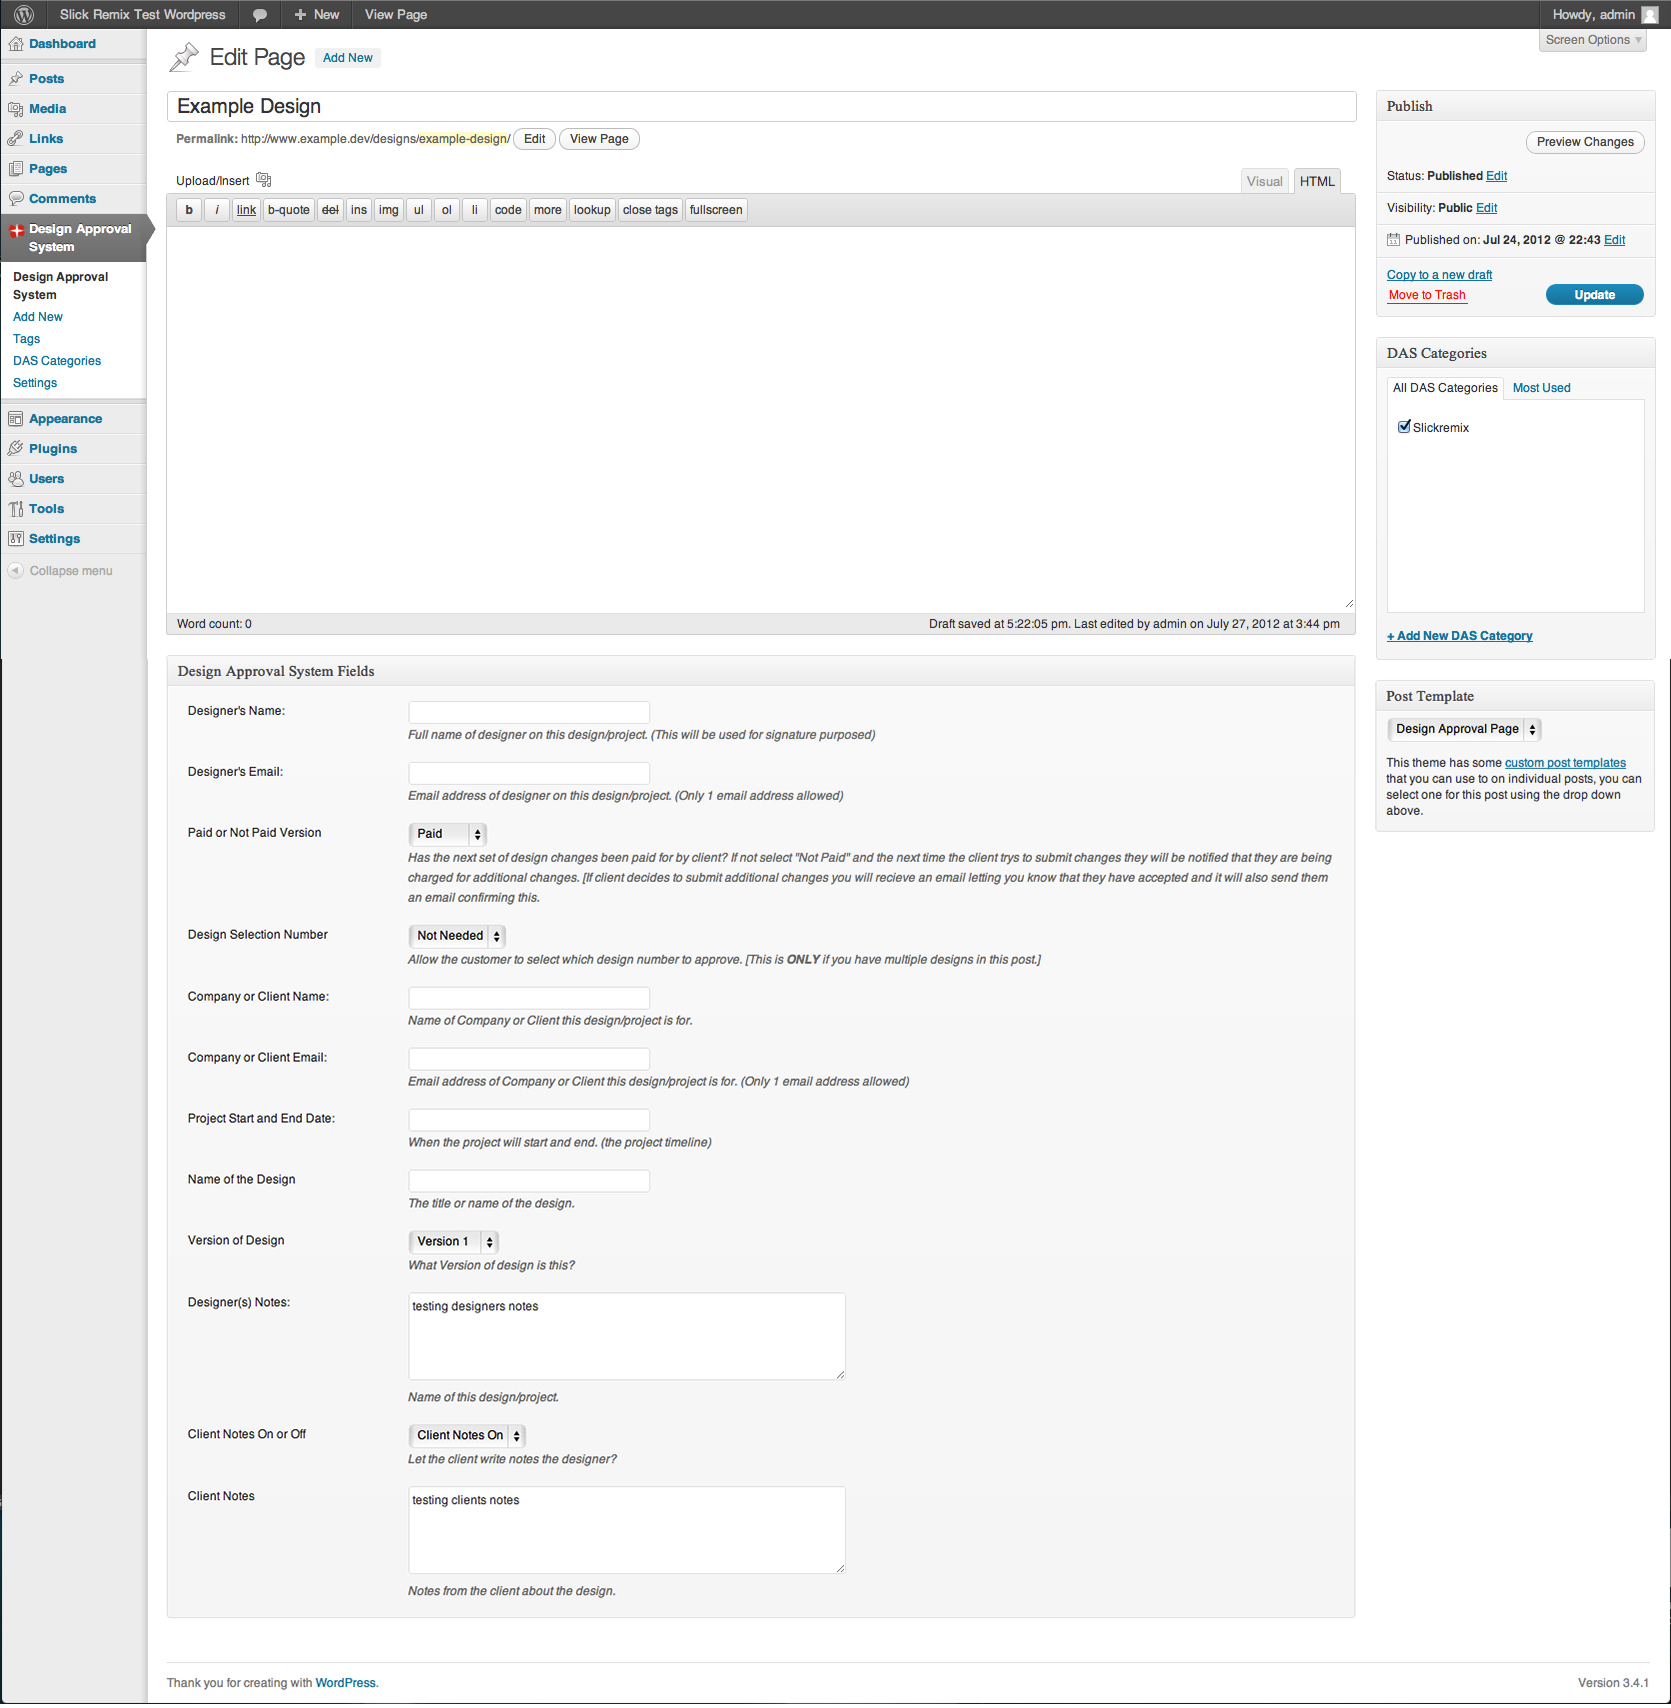 Slick Remix Test Wordpress
+ New
View Page
Howdy, admin
Screen Options
Dashboard
Posts
Media
Links
Pages
Comments
Design Approval
System
Design Approval
System
Add New
Tags
DAS Categories
Settings
Appearance
Plugins
Users
Tools
Settings
Collapse menu
Edit Page
Add New
Example Design
Permalink: http://www.example.dev/designs/example-design/ Edit View Page
Upload/Insert
Visual HTML
b i link b-quote del ins img ul ol li code more lookup close tags fullscreen
Word count: 0
Draft saved at 5:22:05 pm. Last edited by admin on July 27, 2012 at 3:44 pm
Design Approval System Fields
Designer's Name:
Full name of designer on this design/project. (This will be used for signature purposed)
Designer's Email:
Email address of designer on this design/project. (Only 1 email address allowed)
Paid or Not Paid Version
Paid
Has the next set of design changes been paid for by client? If not select "Not Paid" and the next time the client trys to submit changes they will be notified that they are being
charged for additional changes. [If client decides to submit additional changes you will recieve an email letting you know that they have accepted and it will also send them
an email confirming this.
Design Selection Number
Not Needed
Allow the customer to select which design number to approve. [This is ONLY if you have multiple designs in this post.]
Company or Client Name:
Name of Company or Client this design/project is for.
Company or Client Email:
Email address of Company or Client this design/project is for. (Only 1 email address allowed)
Project Start and End Date:
When the project will start and end. (the project timeline)
Name of the Design
The title or name of the design.
Version of Design
Version 1
What Version of design is this?
Designer(s) Notes:
testing designers notes
Name of this design/project.
Client Notes On or Off
Client Notes On
Let the client write notes the designer?
Client Notes
testing clients notes
Notes from the client about the design.
Publish
Preview Changes
Status: Published Edit
Visibility: Public Edit
Published on: Jul 24, 2012 @ 22:43 Edit
Copy to a new draft
Move to Trash
Update
DAS Categories
All DAS Categories
Most Used
Slickremix
+ Add New DAS Category
Post Template
Design Approval Page
This theme has some custom post templates
that you can use to on individual posts, you can
select one for this post using the drop down
above.
Thank you for creating with WordPress.
Version 3.4.1